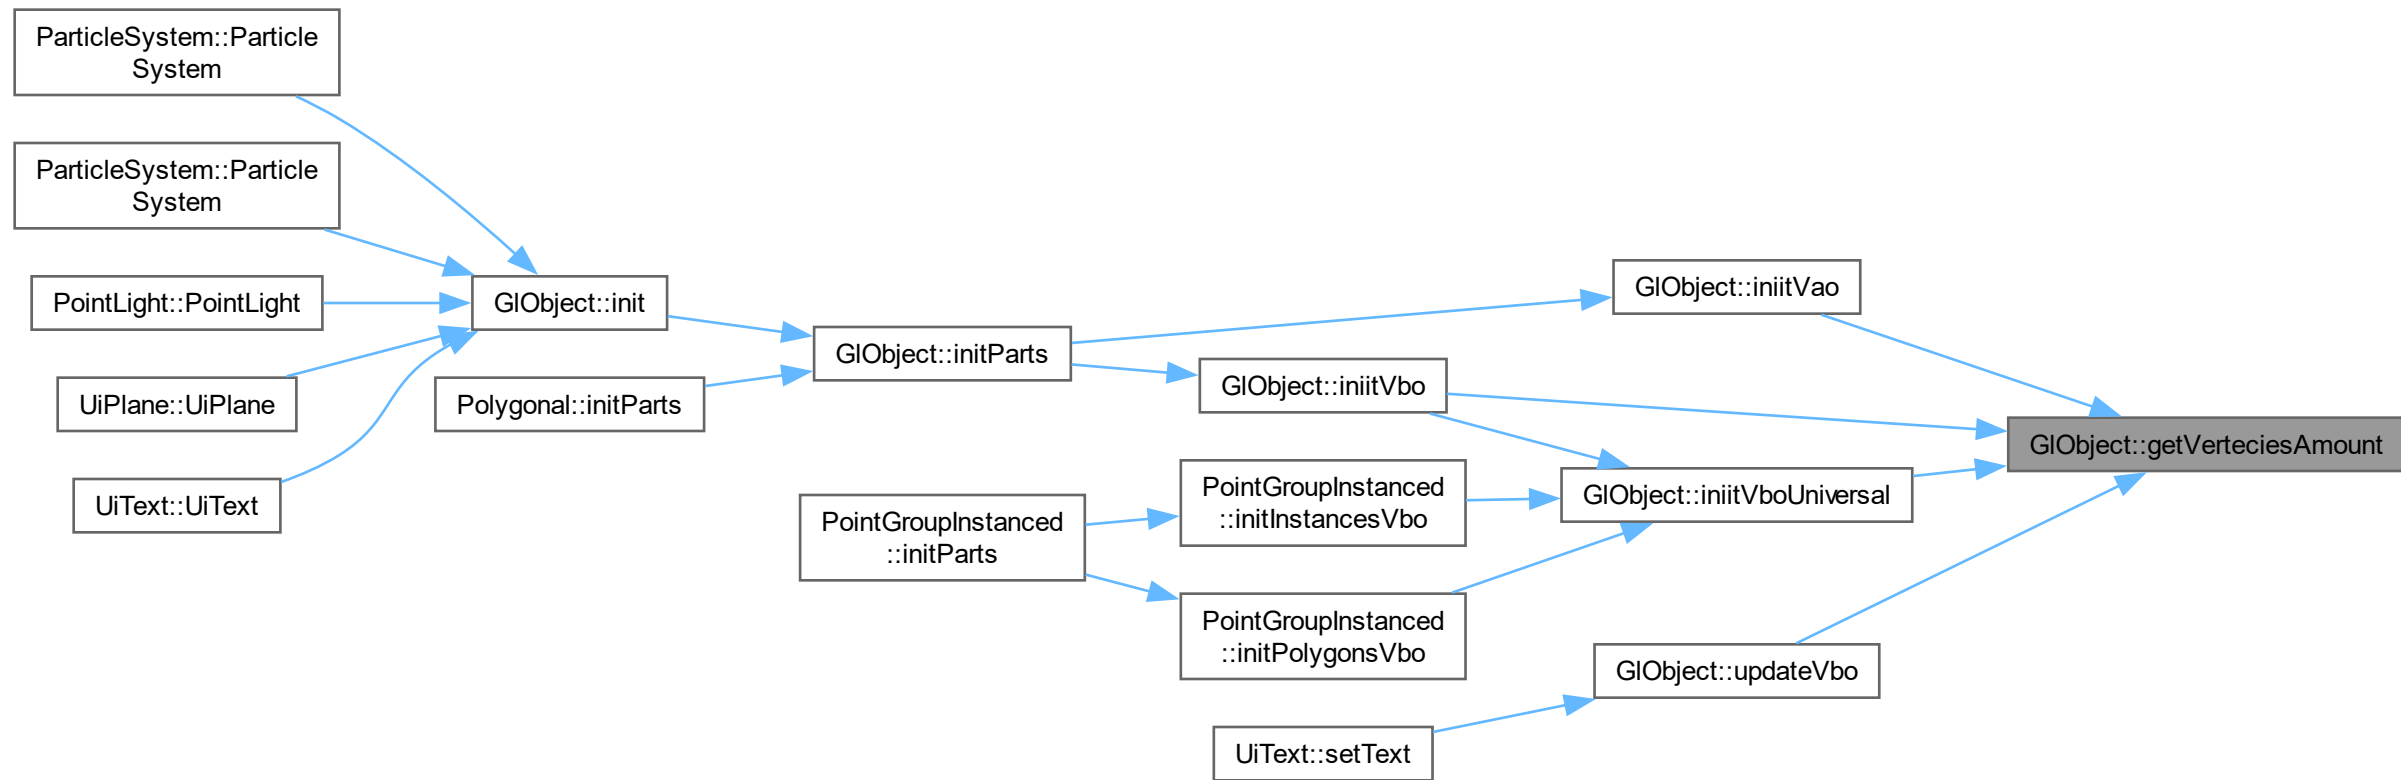 ParticleSystem::Particle
System
ParticleSystem::Particle
System
PointLight::PointLight
UiPlane::UiPlane
UiText::UiText
GlObject::init
Polygonal::initParts
GlObject::initParts
PointGroupInstanced
::initParts
GlObject::iniitVbo
PointGroupInstanced
::initInstancesVbo
PointGroupInstanced
::initPolygonsVbo
UiText::setText
GlObject::iniitVao
GlObject::iniitVboUniversal
GlObject::updateVbo
GlObject::getVerteciesAmount